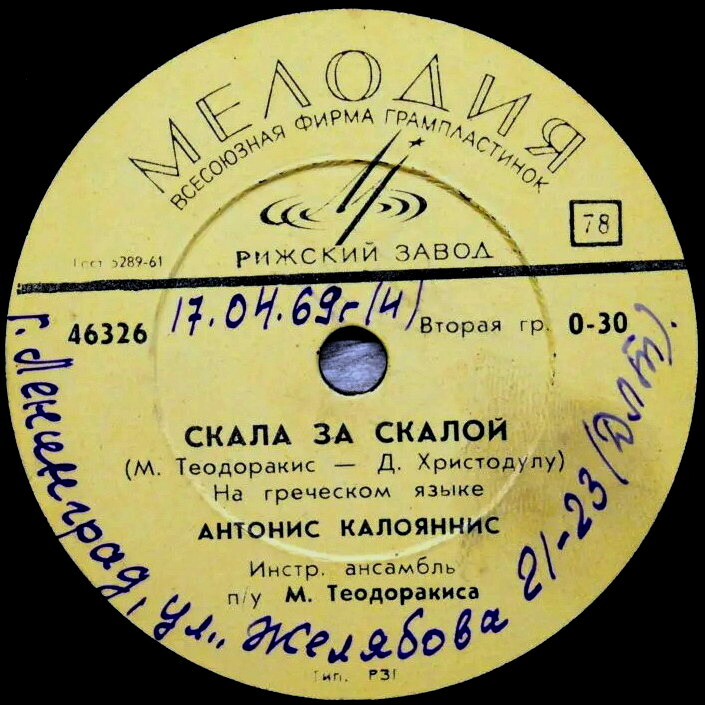 МЕЛОДИЯ
ВСЕСОЮЗНАЯ ФИРМА ГРАМПЛАСТИНОК
78
Гост 5289-61
РИЖСКИЙ ЗАВОД
17.04.69г (ч)
46326
Вторая гр. 0-30
СКАЛА ЗА СКАЛОЙ
(М. Теодоракис — Д. Христодулу)
На греческом языке
АНТОНИС КАЛОЯННИС
Инстр. ансамбль
п/у М. Теодоракиса
г. Ленинград, ул., Желябова 21-23 (ДЛТ).
Тип. РЗГ